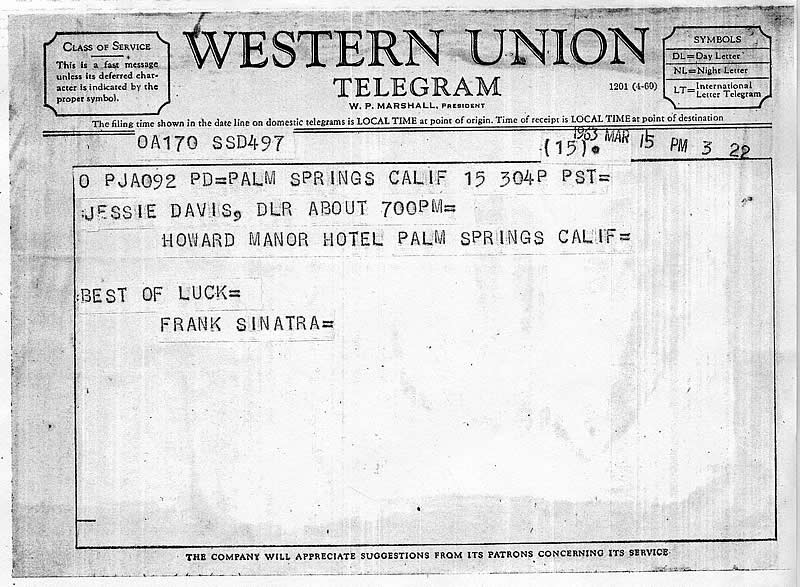 CLASS OF SERVICE
This is a fast message
unless its deferred char-
acter is indicated by the
proper symbol.
WESTERN UNION
TELEGRAM
W. P. MARSHALL, PRESIDENT
1201 (4-60)
SYMBOLS
DL=Day Letter
NL=Night Letter
LT=International Letter Telegram
The filing time shown in the date line on domestic telegrams is LOCAL TIME at point of origin. Time of receipt is LOCAL TIME at point of destination
OA170 SSD497
(15). 1963 MAR 15 PM 3 22
O PJA092 PD=PALM SPRINGS CALIF 15 304P PST=
:JESSIE DAVIS, DLR ABOUT 700PM=
HOWARD MANOR HOTEL PALM SPRINGS CALIF=
:BEST OF LUCK=
FRANK SINATRA=
THE COMPANY WILL APPRECIATE SUGGESTIONS FROM ITS PATRONS CONCERNING ITS SERVICE